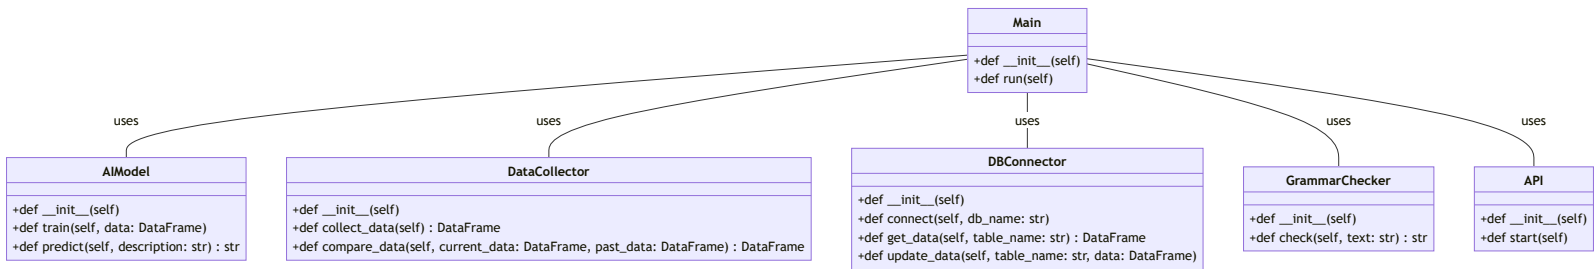 Main
+def __init__(self)
+def run(self)
uses
uses
uses
uses
uses
AIModel
+def __init__(self)
+def train(self, data: DataFrame)
+def predict(self, description: str) : str
DataCollector
+def __init__(self)
+def collect_data(self) : DataFrame
+def compare_data(self, current_data: DataFrame, past_data: DataFrame) : DataFrame
DBConnector
+def __init__(self)
+def connect(self, db_name: str)
+def get_data(self, table_name: str) : DataFrame
+def update_data(self, table_name: str, data: DataFrame)
GrammarChecker
+def __init__(self)
+def check(self, text: str) : str
API
+def __init__(self)
+def start(self)